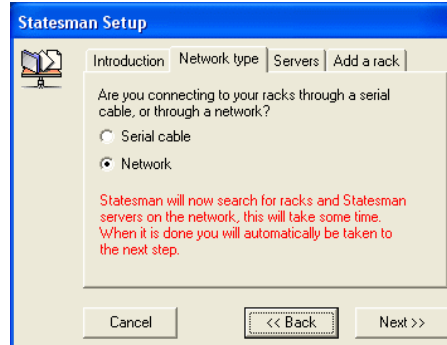 Statesman Setup
Introduction Network type Servers Add a rack
Are you connecting to your racks through a serial
cable, or through a network?
Serial cable
Network
Statesman will now search for racks and Statesman
servers on the network, this will take some time.
When it is done you will automatically be taken to
the next step.
Cancel << Back Next >>